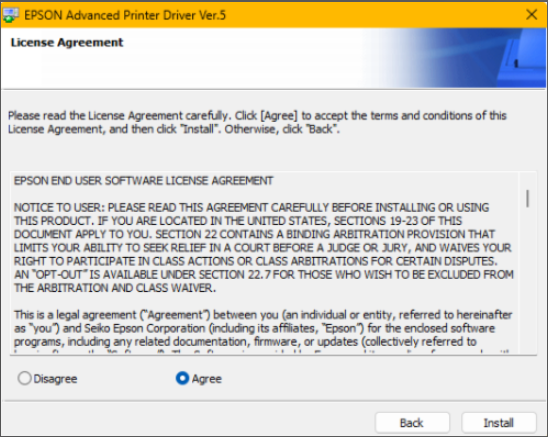 EPSON Advanced Printer Driver Ver.5
License Agreement
Please read the License Agreement carefully. Click [Agree] to accept the terms and conditions of this
License Agreement, and then click "Install". Otherwise, click "Back".
EPSON END USER SOFTWARE LICENSE AGREEMENT
NOTICE TO USER: PLEASE READ THIS AGREEMENT CAREFULLY BEFORE INSTALLING OR USING
THIS PRODUCT. IF YOU ARE LOCATED IN THE UNITED STATES, SECTIONS 19-23 OF THIS
DOCUMENT APPLY TO YOU. SECTION 22 CONTAINS A BINDING ARBITRATION PROVISION THAT
LIMITS YOUR ABILITY TO SEEK RELIEF IN A COURT BEFORE A JUDGE OR JURY, AND WAIVES YOUR
RIGHT TO PARTICIPATE IN CLASS ACTIONS OR CLASS ARBITRATIONS FOR CERTAIN DISPUTES.
AN "OPT-OUT" IS AVAILABLE UNDER SECTION 22.7 FOR THOSE WHO WISH TO BE EXCLUDED FROM
THE ARBITRATION AND CLASS WAIVER.
This is a legal agreement ("Agreement") between you (an individual or entity, referred to hereinafter
as "you") and Seiko Epson Corporation (including its affiliates, "Epson") for the enclosed software
programs, including any related documentation, firmware, or updates (collectively referred to
Disagree
Agree
Back
Install